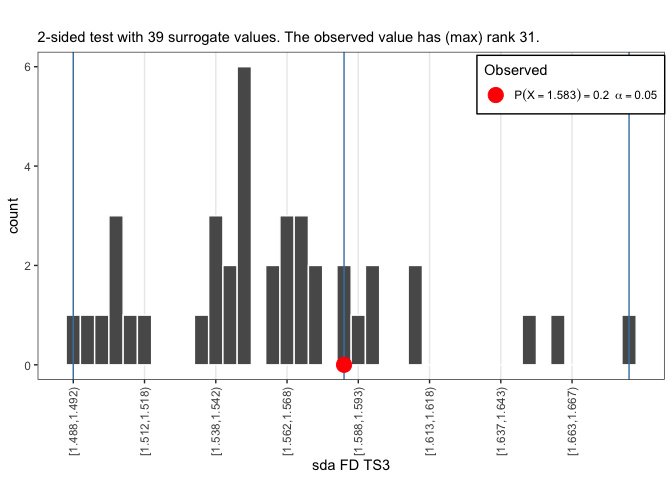 2-sided test with 39 surrogate values. The observed value has (max) rank 31.
Observed
P(X = 1.583) = 0.2 α = 0.05
count
6
4
2
0
[1.488,1.492)
[1.512,1.518)
[1.538,1.542)
[1.562,1.568)
[1.588,1.593)
[1.613,1.618)
[1.637,1.643)
[1.663,1.667)
sda FD TS3